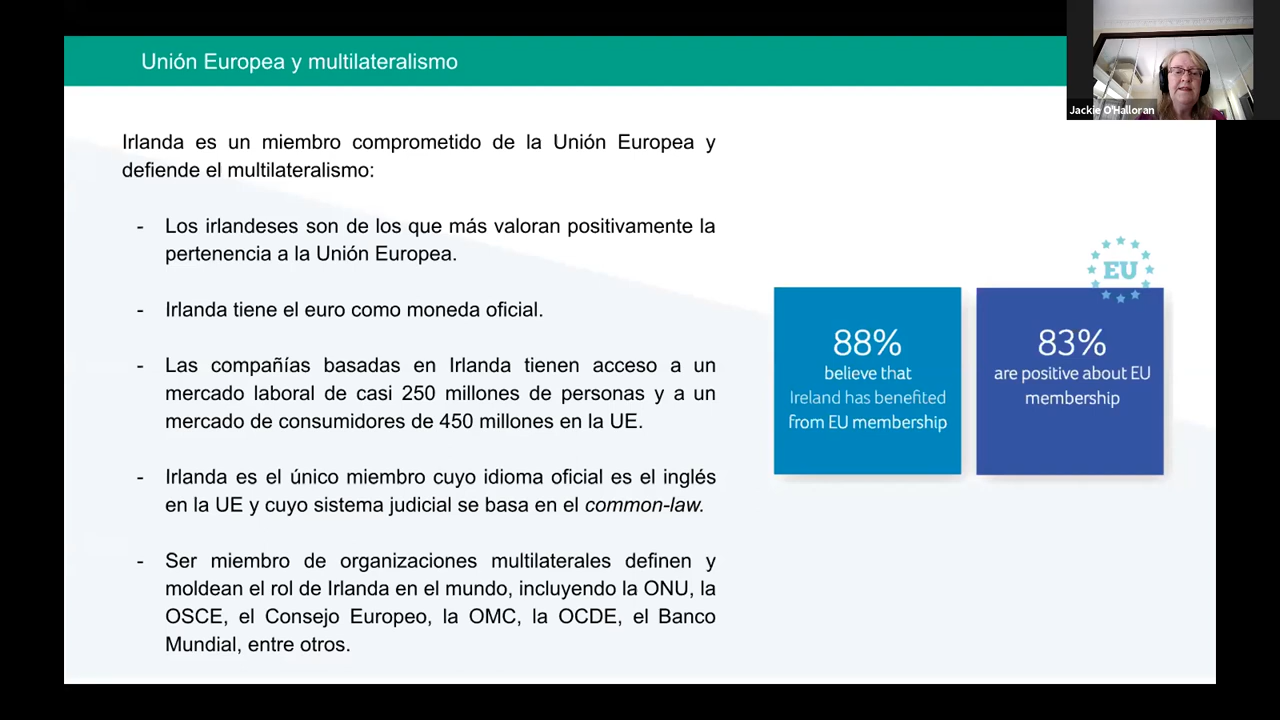 Unión Europea y multilateralismo
Jackie O'Halloran
Irlanda es un miembro comprometido de la Unión Europea y
defiende el multilateralismo:
- Los irlandeses son de los que más valoran positivamente la
pertenencia a la Unión Europea.
- Irlanda tiene el euro como moneda oficial.
- Las compañías basadas en Irlanda tienen acceso a un
mercado laboral de casi 250 millones de personas y a un
mercado de consumidores de 450 millones en la UE.
- Irlanda es el único miembro cuyo idioma oficial es el inglés
en la UE y cuyo sistema judicial se basa en el common-law.
- Ser miembro de organizaciones multilaterales definen y
moldean el rol de Irlanda en el mundo, incluyendo la ONU, la
OSCE, el Consejo Europeo, la OMC, la OCDE, el Banco
Mundial, entre otros.
EU
88%
believe that
Ireland has benefited
from EU membership
83%
are positive about EU
membership